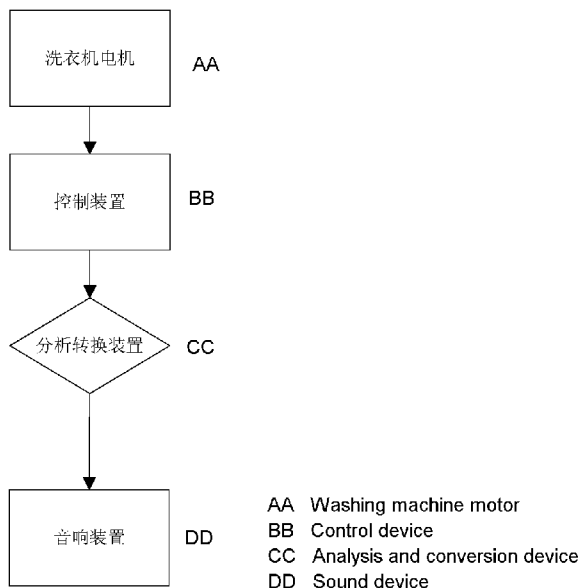 洗衣机电机
AA
控制装置
BB
分析转换装置
CC
音响装置
DD
AA Washing machine motor
BB Control device
CC Analysis and conversion device
DD Sound device